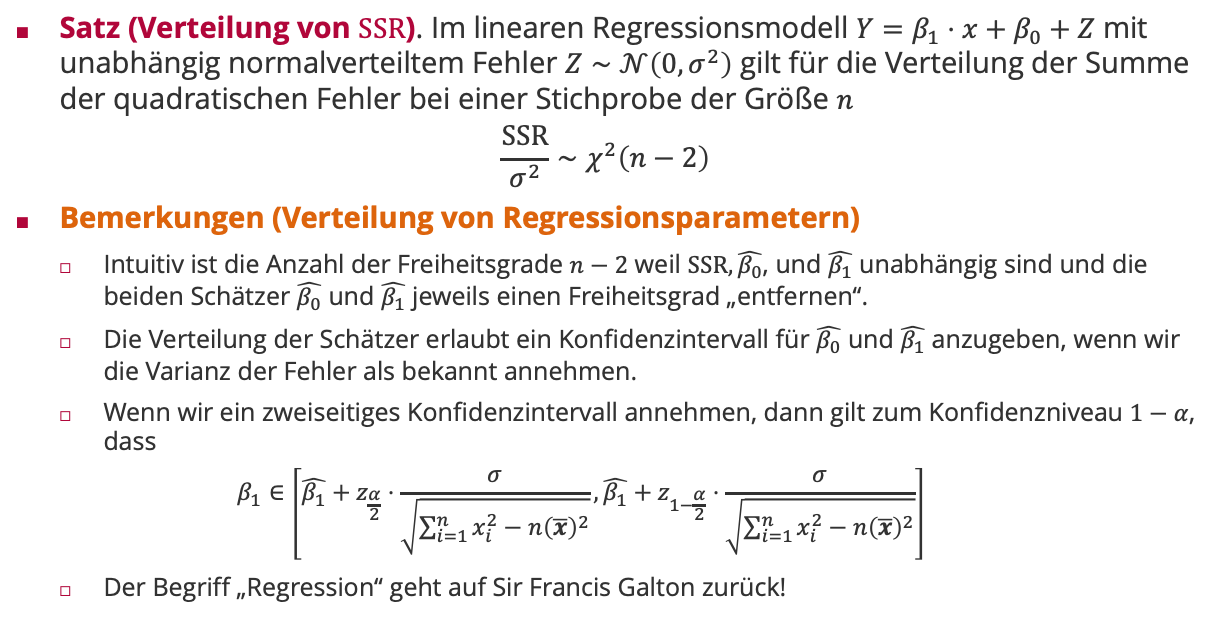 ▪ Satz (Verteilung von SSR). Im linearen Regressionsmodell Y = β₁ · x + β₀ + Z mit
unabhängig normalverteiltem Fehler Z ~ 𝒩(0, σ²) gilt für die Verteilung der Summe
der quadratischen Fehler bei einer Stichprobe der Größe n
SSR/σ² ~ χ²(n − 2)
▪ Bemerkungen (Verteilung von Regressionsparametern)
▫ Intuitiv ist die Anzahl der Freiheitsgrade n − 2 weil SSR, β̂₀, und β̂₁ unabhängig sind und die
beiden Schätzer β̂₀ und β̂₁ jeweils einen Freiheitsgrad „entfernen“.
▫ Die Verteilung der Schätzer erlaubt ein Konfidenzintervall für β̂₀ und β̂₁ anzugeben, wenn wir
die Varianz der Fehler als bekannt annehmen.
▫ Wenn wir ein zweiseitiges Konfidenzintervall annehmen, dann gilt zum Konfidenzniveau 1 − α,
dass
β₁ ∈ [β̂₁ + z_{α/2} · σ/√(∑ᵢ₌₁ⁿ xᵢ² − n(x̄)²), β̂₁ + z_{1−α/2} · σ/√(∑ᵢ₌₁ⁿ xᵢ² − n(x̄)²)]
▫ Der Begriff „Regression“ geht auf Sir Francis Galton zurück!